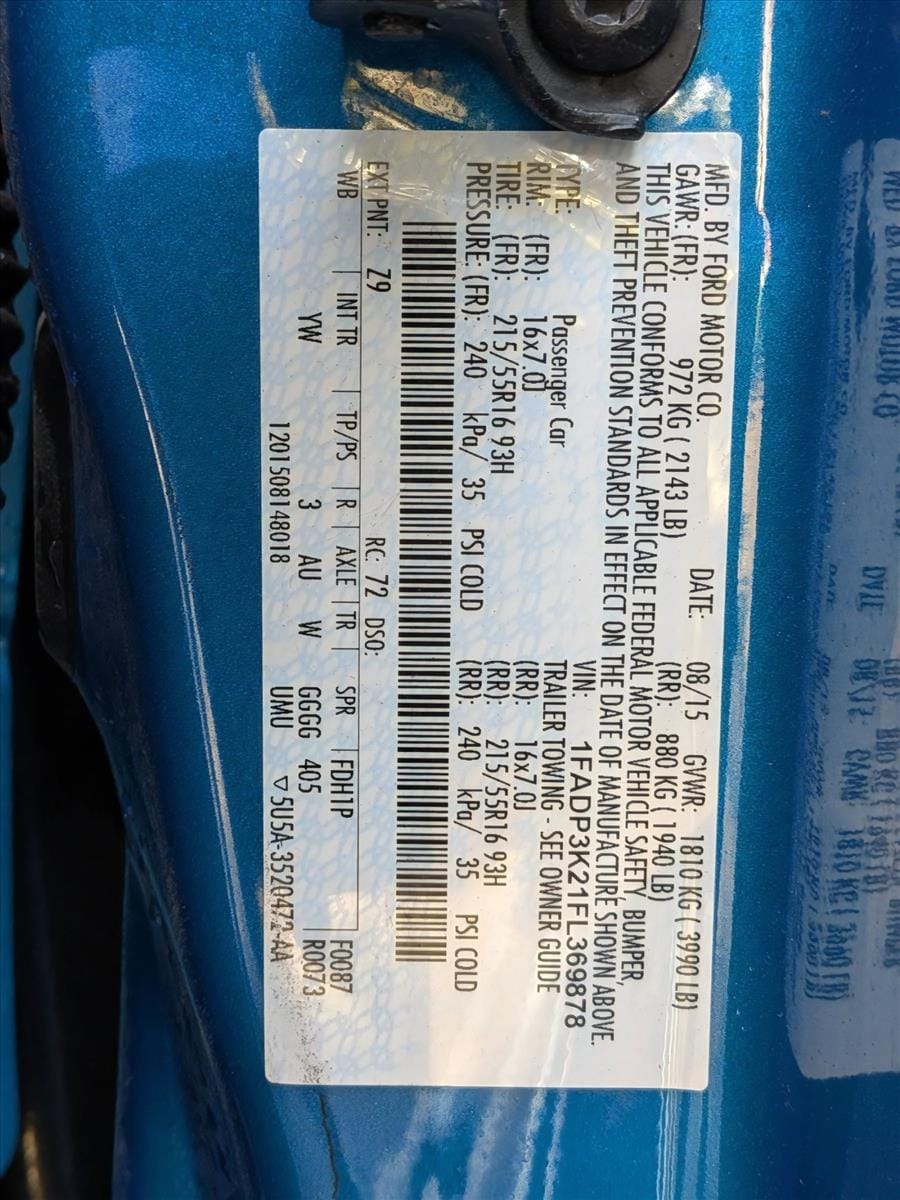 MFD. BY FORD MOTOR CO.
DATE: 08/15 GVWR: 1810 KG ( 3990 LB)
GAWR: (FR): 972 KG ( 2143 LB) (RR): 880 KG ( 1940 LB)
THIS VEHICLE CONFORMS TO ALL APPLICABLE FEDERAL MOTOR VEHICLE SAFETY, BUMPER,
AND THEFT PREVENTION STANDARDS IN EFFECT ON THE DATE OF MANUFACTURE SHOWN ABOVE.
VIN: 1FADP3K21FL369878
TYPE: Passenger Car TRAILER TOWING - SEE OWNER GUIDE
RIM: (FR): 16x7.0J (RR): 16x7.0J
TIRE: (FR): 215/55R16 93H (RR): 215/55R16 93H
PRESSURE: (FR): 240 kPa/ 35 PSI COLD (RR): 240 kPa/ 35 PSI COLD
EXT PNT: Z9 RC: 72 DSO: F0087
WB INT TR TP/PS R AXLE TR SPR FDH1P R0073
YW 3 AU W GGGG 405
1201508148018 UMU ▽5U5A-3520472-AA